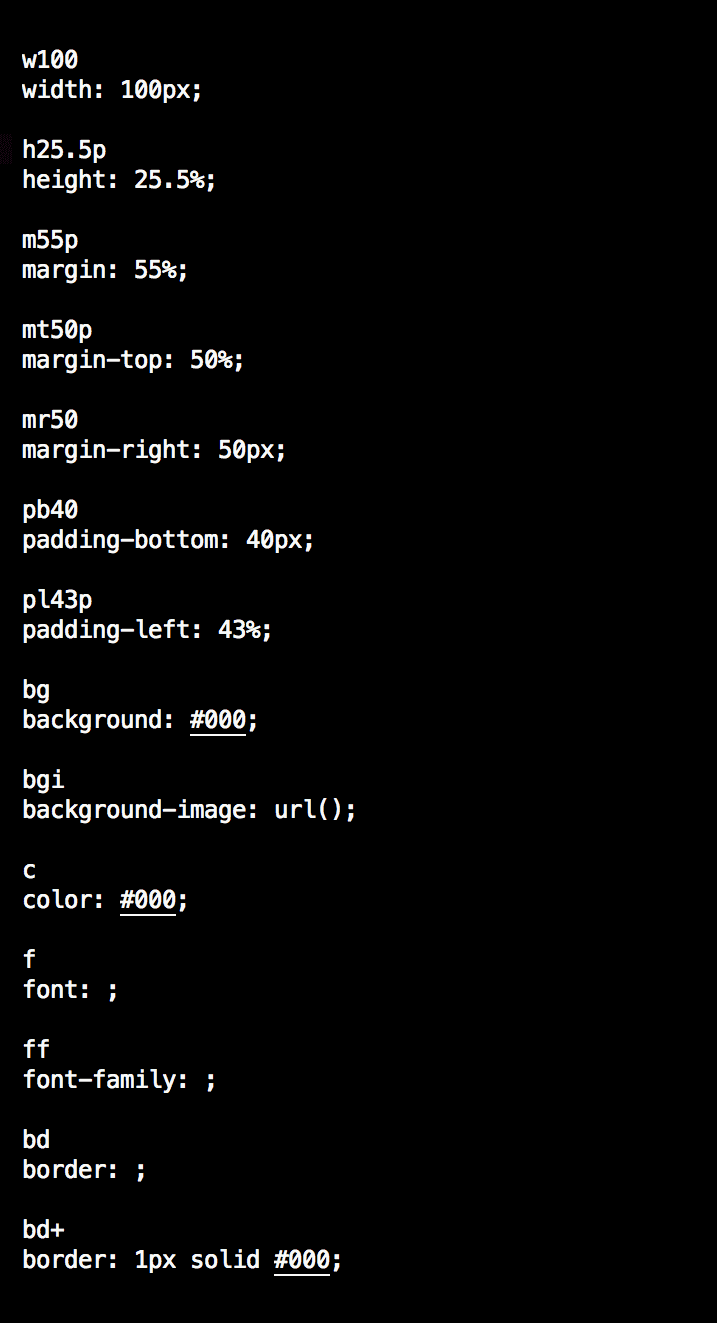 w100
width: 100px;
h25.5p
height: 25.5%;
m55p
margin: 55%;
mt50p
margin-top: 50%;
mr50
margin-right: 50px;
pb40
padding-bottom: 40px;
pl43p
padding-left: 43%;
bg
background: #000;
bgi
background-image: url();
c
color: #000;
f
font: ;
ff
font-family: ;
bd
border: ;
bd+
border: 1px solid #000;